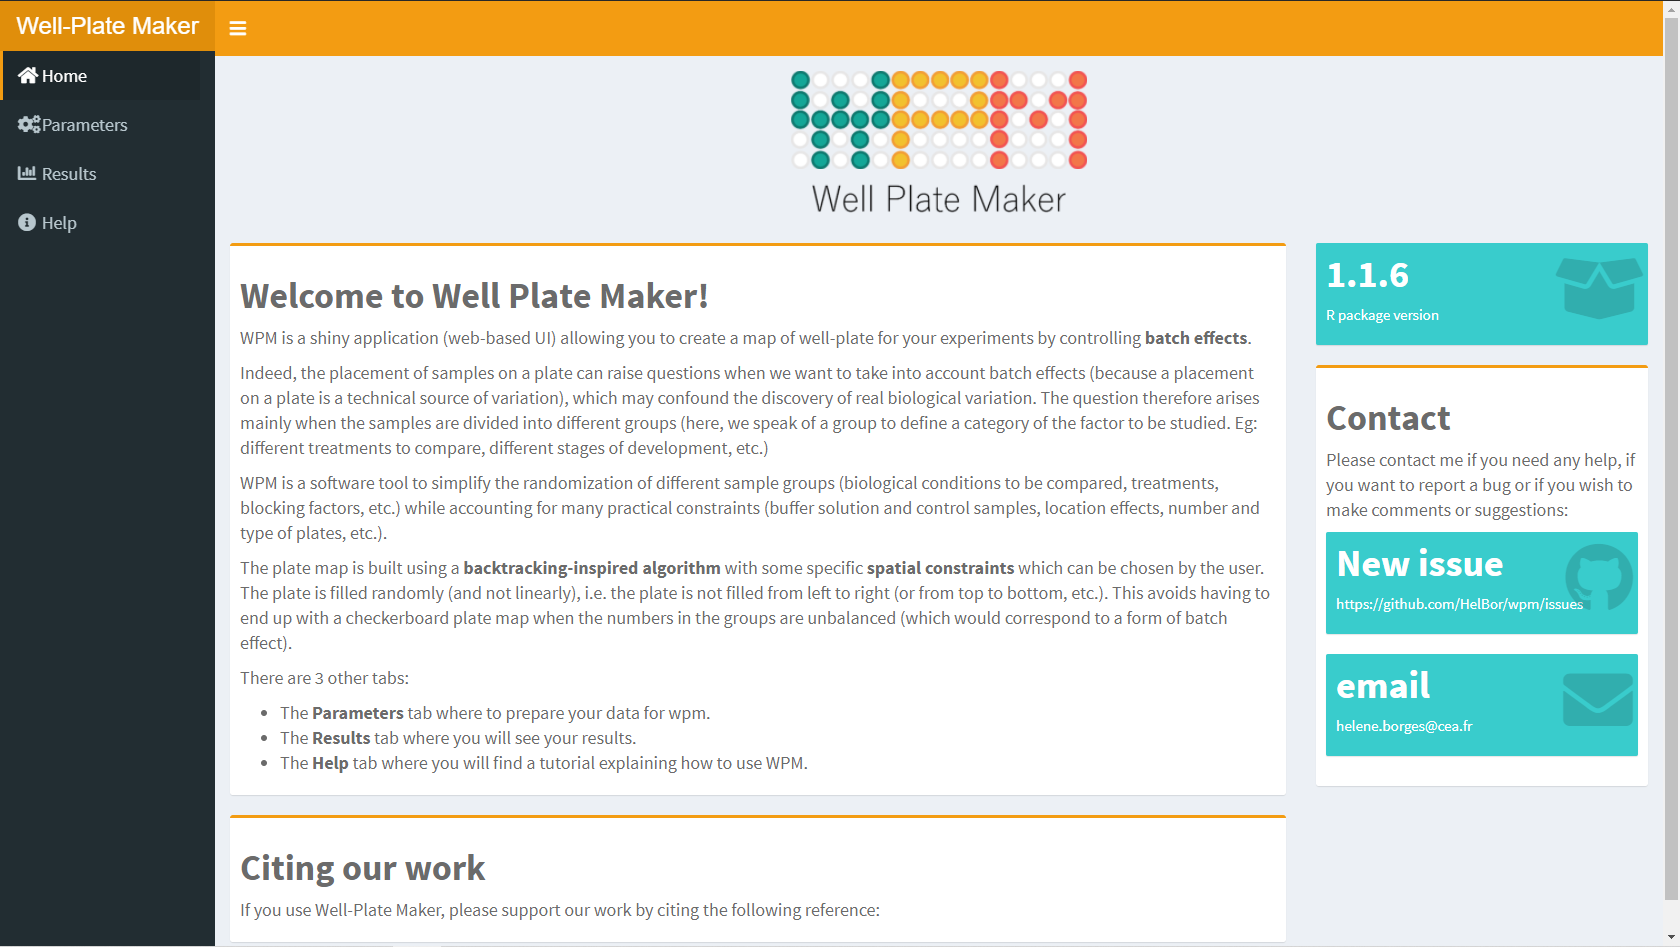 Well-Plate Maker
Home
Parameters
Results
Help
WPM
Well Plate Maker
Welcome to Well Plate Maker!
WPM is a shiny application (web-based UI) allowing you to create a map of well-plate for your experiments by controlling batch effects.
Indeed, the placement of samples on a plate can raise questions when we want to take into account batch effects (because a placement
on a plate is a technical source of variation), which may confound the discovery of real biological variation. The question therefore arises
mainly when the samples are divided into different groups (here, we speak of a group to define a category of the factor to be studied. Eg:
different treatments to compare, different stages of development, etc.)
WPM is a software tool to simplify the randomization of different sample groups (biological conditions to be compared, treatments,
blocking factors, etc.) while accounting for many practical constraints (buffer solution and control samples, location effects, number and
type of plates, etc.).
The plate map is built using a backtracking-inspired algorithm with some specific spatial constraints which can be chosen by the user.
The plate is filled randomly (and not linearly), i.e. the plate is not filled from left to right (or from top to bottom, etc.). This avoids having to
end up with a checkerboard plate map when the numbers in the groups are unbalanced (which would correspond to a form of batch
effect).
There are 3 other tabs:
• The Parameters tab where to prepare your data for wpm.
• The Results tab where you will see your results.
• The Help tab where you will find a tutorial explaining how to use WPM.
Citing our work
If you use Well-Plate Maker, please support our work by citing the following reference:
1.1.6
R package version
Contact
Please contact me if you need any help, if
you want to report a bug or if you wish to
make comments or suggestions:
New issue
https://github.com/HelBor/wpm/issues
email
helene.borges@cea.fr